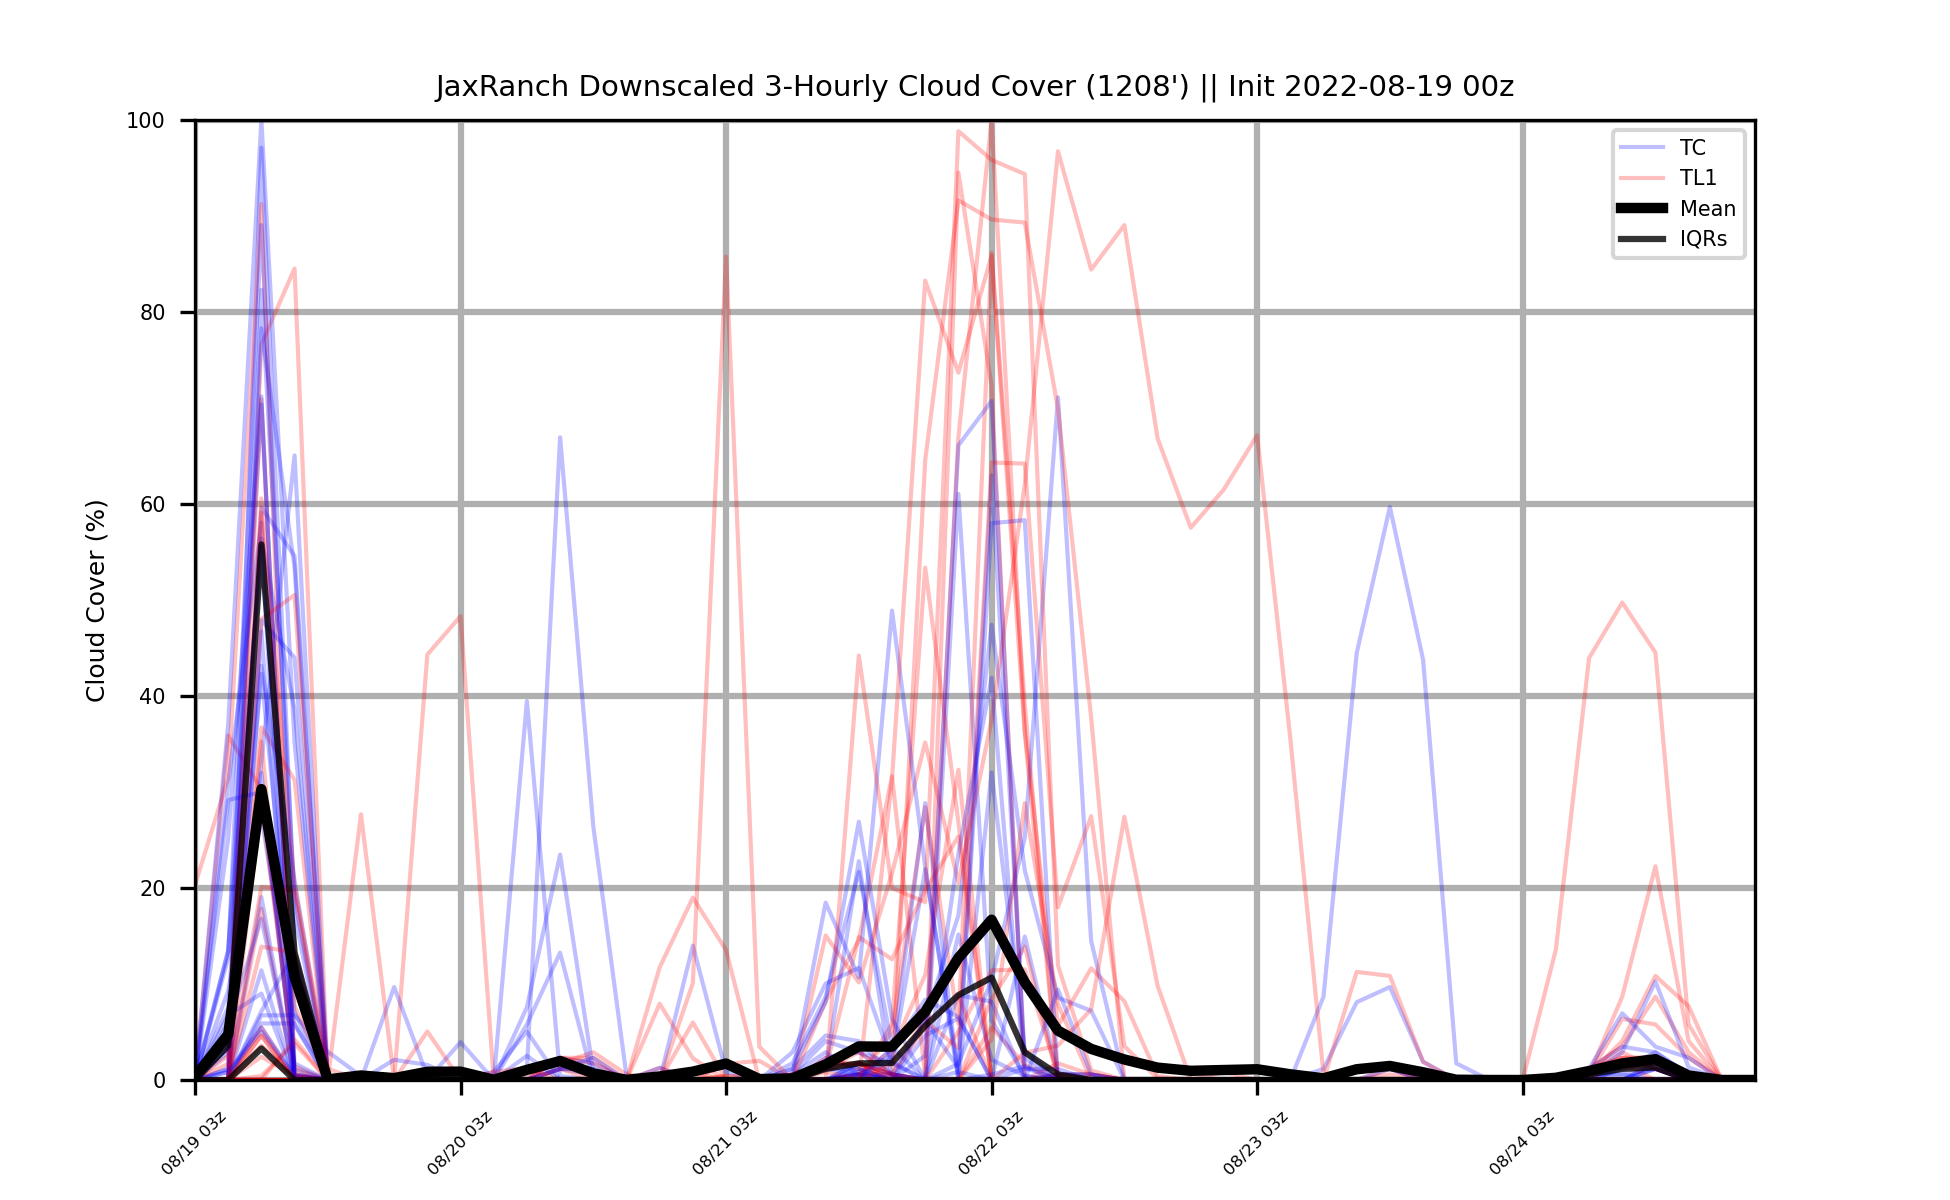 JaxRanch Downscaled 3-Hourly Cloud Cover (1208') || Init 2022-08-19 00z
100
80
60
40
20
0
Cloud Cover (%)
TC
TL1
Mean
IQRs
08/19 03z
08/20 03z
08/21 03z
08/22 03z
08/23 03z
08/24 03z